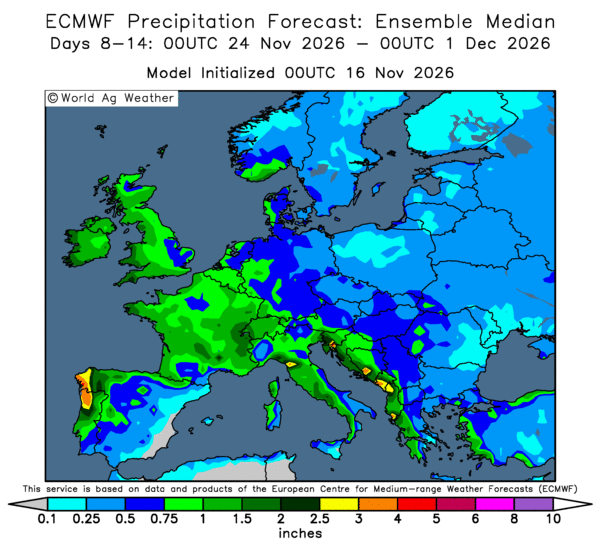 ECMWF Precipitation Forecast: Ensemble Median
Days 8-14: 00UTC 24 Nov 2026 - 00UTC 1 Dec 2026
Model Initialized 00UTC 16 Nov 2026
©World Ag Weather
This service is based on data and products of the European Centre for Medium-range Weather Forecasts (ECMWF)
0.1 0.25 0.5 0.75 1 1.5 2 2.5 3 4 5 6 8 10
inches